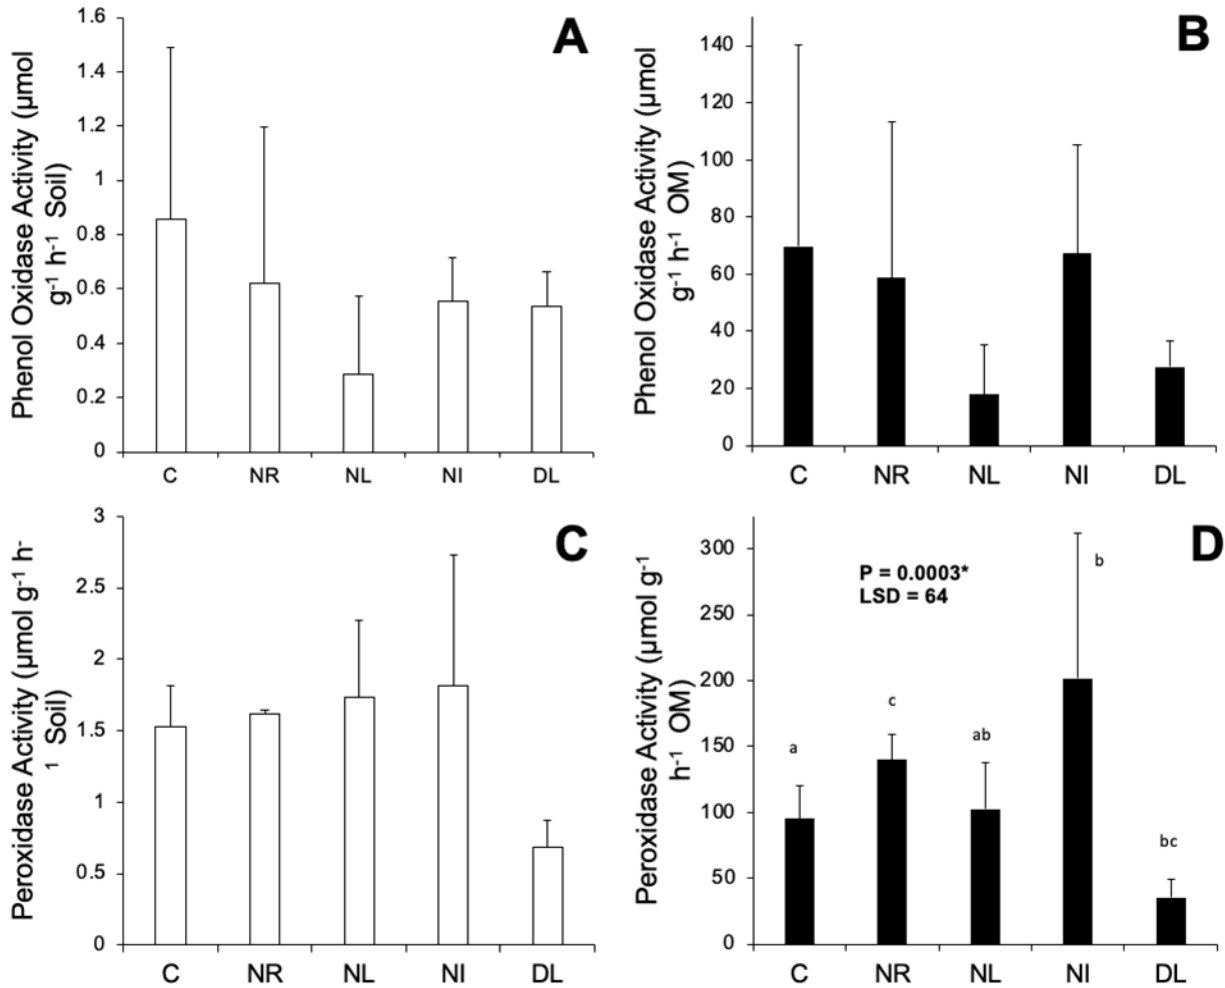 A
Phenol Oxidase Activity (µmol
g⁻¹ h⁻¹ Soil)
1.6
1.4
1.2
1
0.8
0.6
0.4
0.2
0
C NR NL NI DL
B
Phenol Oxidase Activity (µmol
g⁻¹ h⁻¹ OM)
140
120
100
80
60
40
20
0
C NR NL NI DL
C
Peroxidase Activity (µmol g⁻¹ h⁻
¹ Soil)
3
2.5
2
1.5
1
0.5
0
C NR NL NI DL
D
Peroxidase Activity (µmol g⁻¹
h⁻¹ OM)
300
250
200
150
100
50
0
P = 0.0003*
LSD = 64
a c ab b bc
C NR NL NI DL